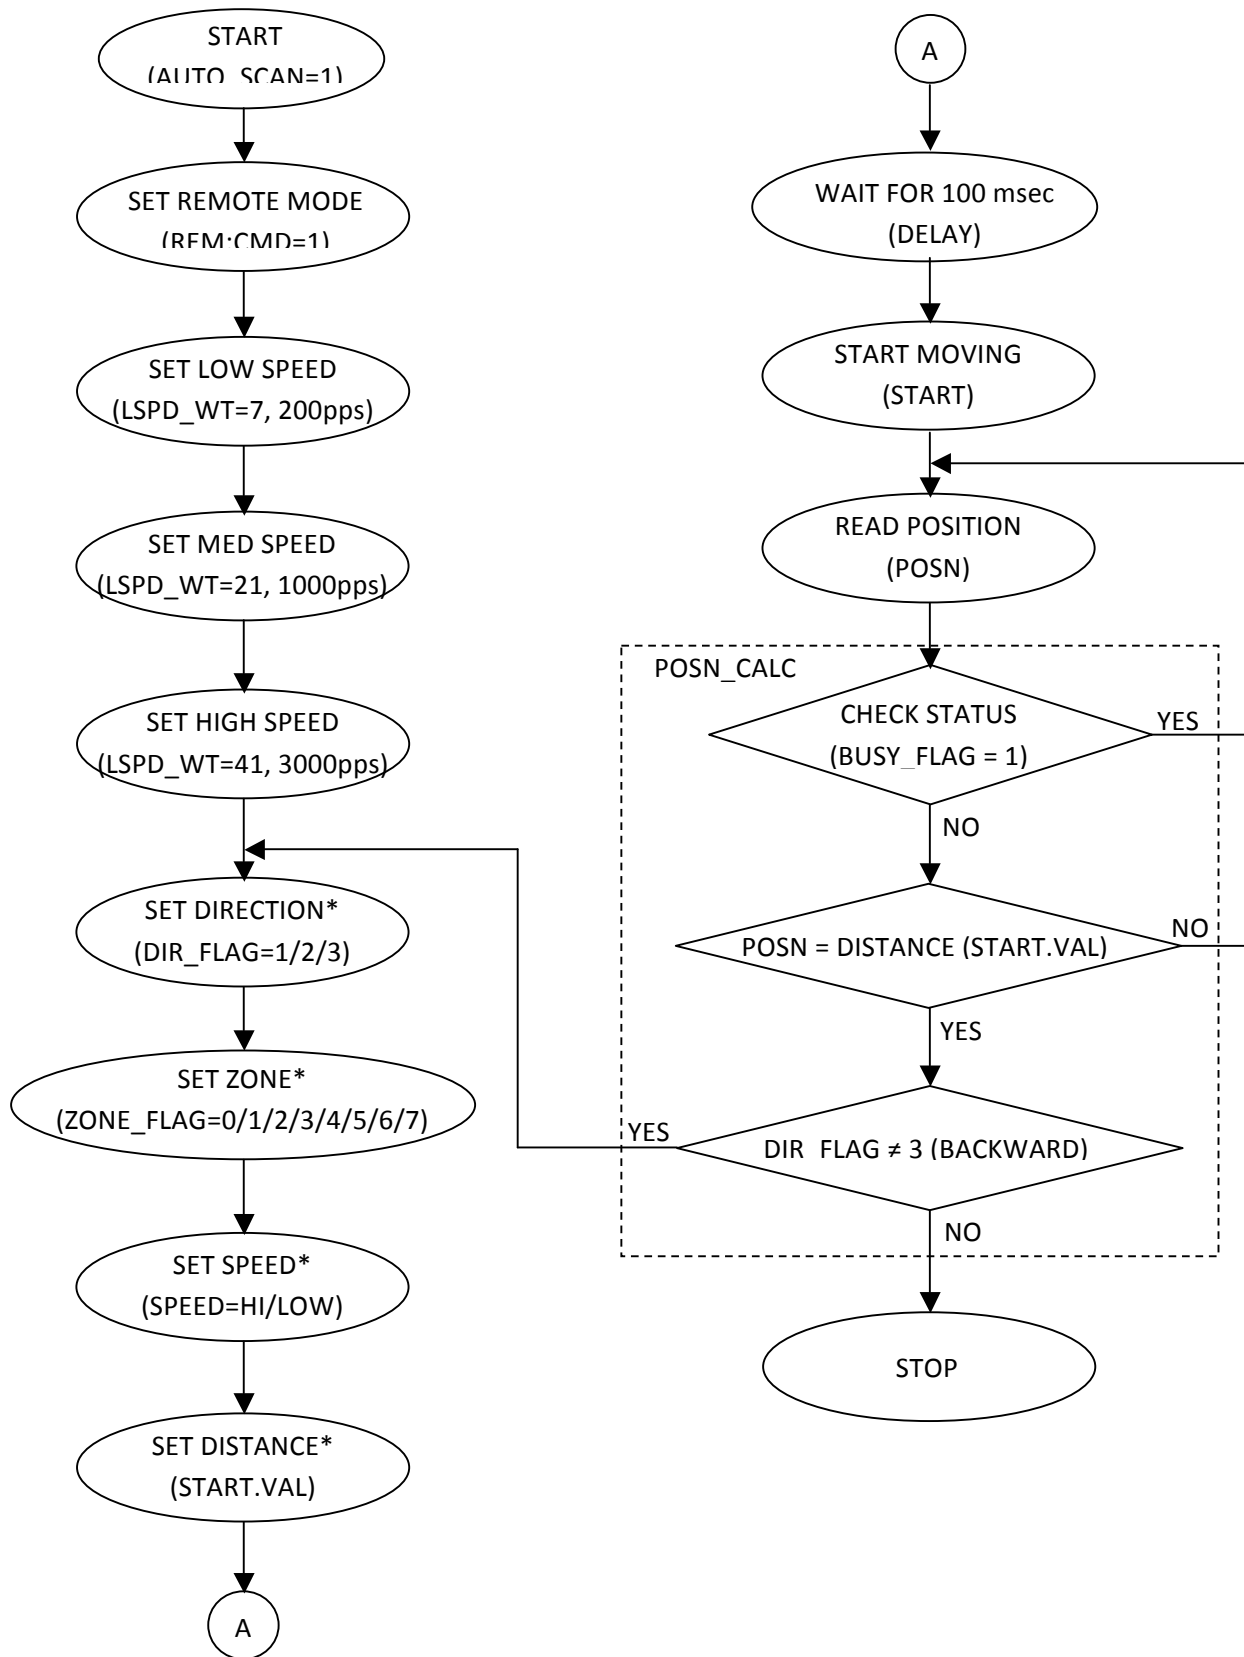 START
(AUTO_SCAN=1)
SET REMOTE MODE
(REM:CMD=1)
SET LOW SPEED
(LSPD_WT=7, 200pps)
SET MED SPEED
(LSPD_WT=21, 1000pps)
SET HIGH SPEED
(LSPD_WT=41, 3000pps)
SET DIRECTION*
(DIR_FLAG=1/2/3)
SET ZONE*
(ZONE_FLAG=0/1/2/3/4/5/6/7)
SET SPEED*
(SPEED=HI/LOW)
SET DISTANCE*
(START.VAL)
A
A
WAIT FOR 100 msec
(DELAY)
START MOVING
(START)
READ POSITION
(POSN)
POSN_CALC
CHECK STATUS
(BUSY_FLAG = 1)
YES
NO
POSN = DISTANCE (START.VAL)
NO
YES
DIR_FLAG ≠ 3 (BACKWARD)
YES
NO
STOP